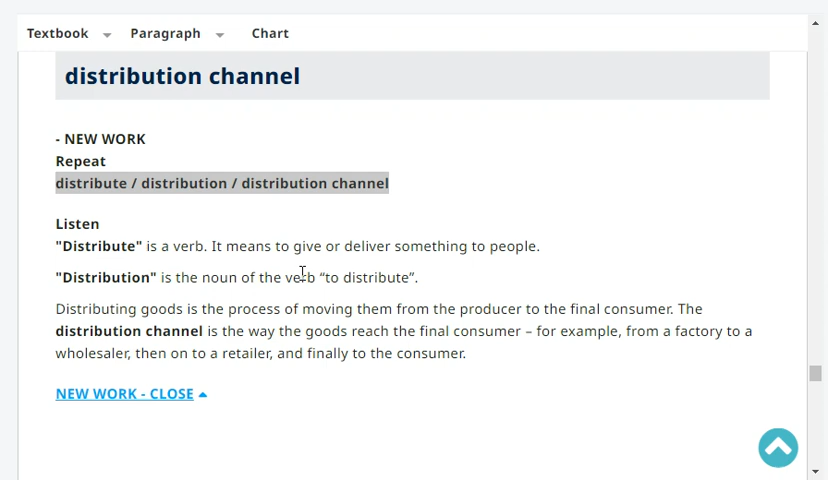 Textbook Paragraph Chart
distribution channel
- NEW WORK
Repeat
distribute / distribution / distribution channel
Listen
"Distribute" is a verb. It means to give or deliver something to people.
"Distribution" is the noun of the verb “to distribute”.
Distributing goods is the process of moving them from the producer to the final consumer. The
distribution channel is the way the goods reach the final consumer – for example, from a factory to a
wholesaler, then on to a retailer, and finally to the consumer.
NEW WORK - CLOSE